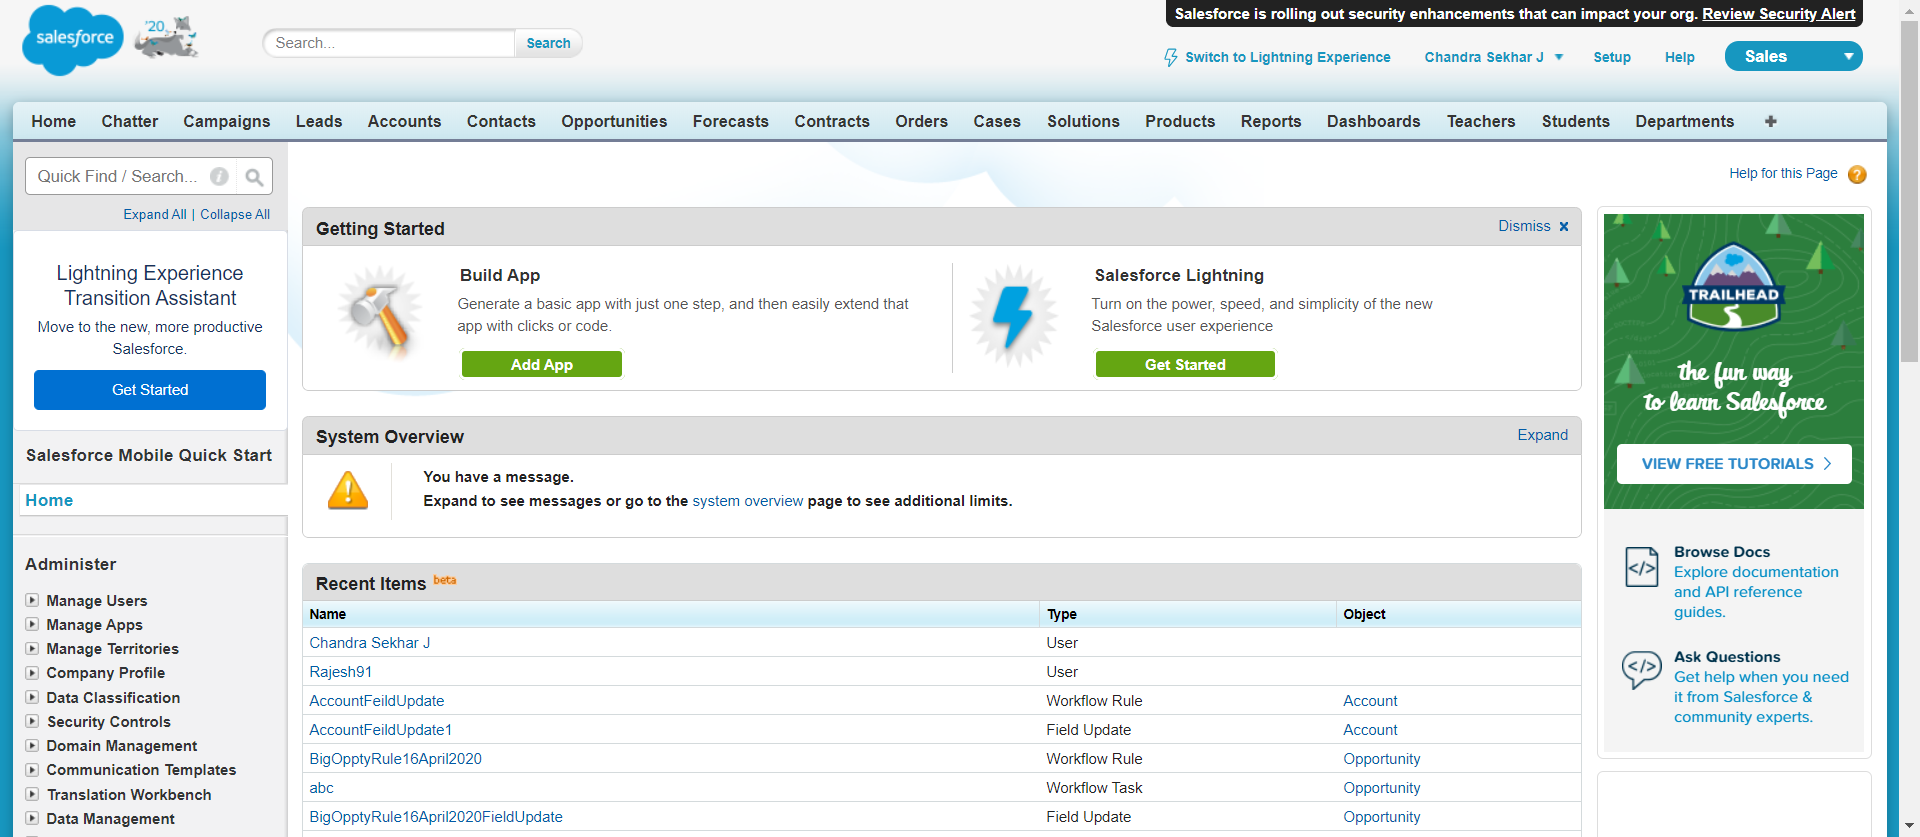 Salesforce is rolling out security enhancements that can impact your org. Review Security Alert
salesforce
'20
Search...
Search
Switch to Lightning Experience
Chandra Sekhar J
Setup
Help
Sales
Home Chatter Campaigns Leads Accounts Contacts Opportunities Forecasts Contracts Orders Cases Solutions Products Reports Dashboards Teachers Students Departments +
Quick Find / Search...
Expand All | Collapse All
Lightning Experience
Transition Assistant
Move to the new, more productive
Salesforce.
Get Started
Salesforce Mobile Quick Start
Home
Administer
Manage Users
Manage Apps
Manage Territories
Company Profile
Data Classification
Security Controls
Domain Management
Communication Templates
Translation Workbench
Data Management
Help for this Page ?
Getting Started
Dismiss x
Build App
Generate a basic app with just one step, and then easily extend that
app with clicks or code.
Add App
Salesforce Lightning
Turn on the power, speed, and simplicity of the new
Salesforce user experience
Get Started
System Overview
Expand
You have a message.
Expand to see messages or go to the system overview page to see additional limits.
Recent Items beta
Name Type Object
Chandra Sekhar J User
Rajesh91 User
AccountFeildUpdate Workflow Rule Account
AccountFeildUpdate1 Field Update Account
BigOpptyRule16April2020 Workflow Rule Opportunity
abc Workflow Task Opportunity
BigOpptyRule16April2020FieldUpdate Field Update Opportunity
TRAILHEAD
the fun way
to learn Salesforce
VIEW FREE TUTORIALS
Browse Docs
Explore documentation
and API reference
guides.
Ask Questions
Get help when you need
it from Salesforce &
community experts.